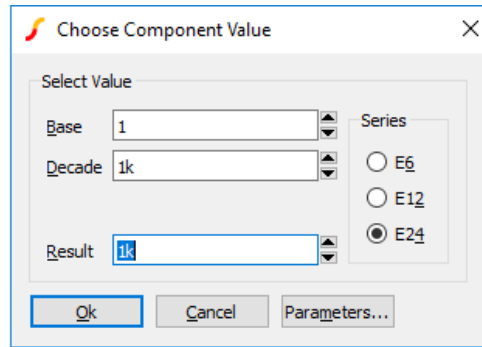 Choose Component Value
Select Value
Base 1
Decade 1k
Result 1k
Series
E6
E12
E24
Ok Cancel Parameters...